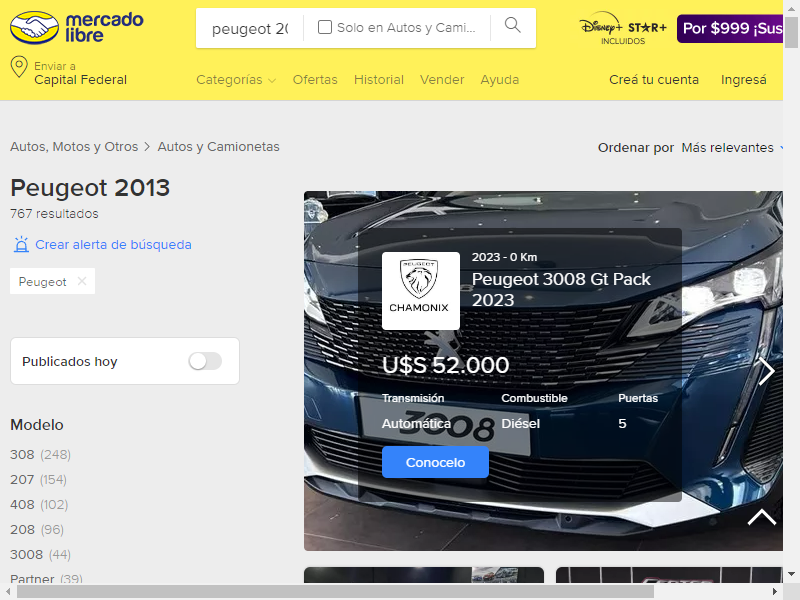 mercado
libre
peugeot 20
Solo en Autos y Cami...
Disney+ STAR+
INCLUIDOS
Por $999 ¡Sus
Enviar a
Capital Federal
Categorías
Ofertas
Historial
Vender
Ayuda
Creá tu cuenta
Ingresá
Autos, Motos y Otros
Autos y Camionetas
Ordenar por Más relevantes
Peugeot 2013
767 resultados
Crear alerta de búsqueda
Peugeot
Publicados hoy
Modelo
308 (248)
207 (154)
408 (102)
208 (96)
3008 (44)
Partner (39)
PEUGEOT
CHAMONIX
2023 - 0 Km
Peugeot 3008 Gt Pack
2023
U$S 52.000
Transmisión
Combustible
Puertas
Automática
Diésel
5
3008
Conocelo